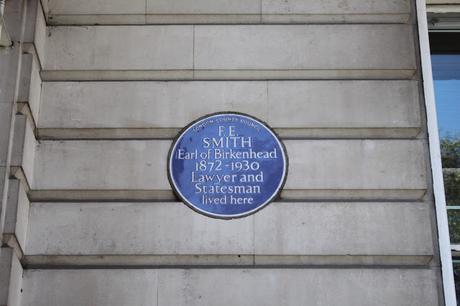 LONDON COUNTY COUNCIL
F. E.
SMITH
Earl of Birkenhead
1872-1930
Lawyer and
Statesman
lived here